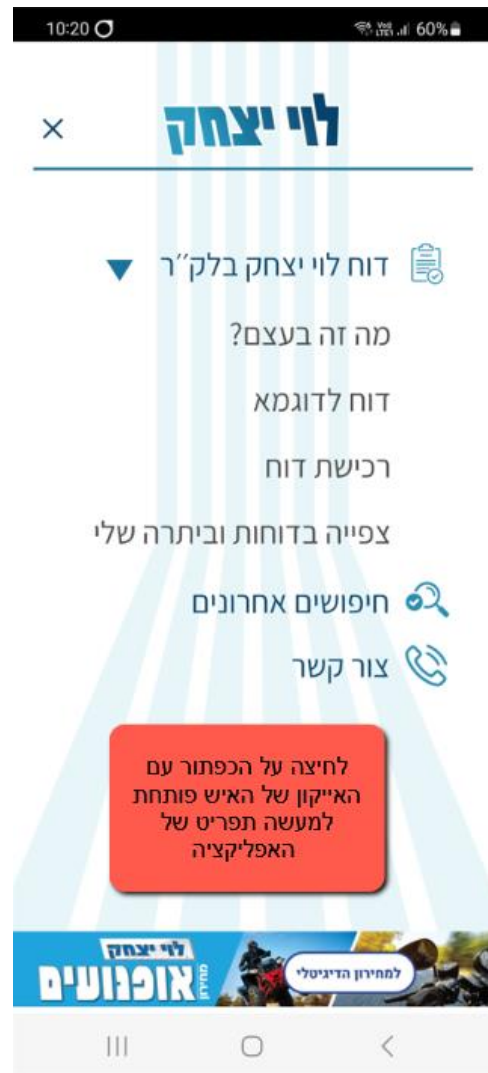 10:20 60%
Vo) LTE1
לוי יצחק
דוח לוי יצחק בלק״ר
מה זה בעצם?
דוח לדוגמא
רכישת דוח
צפייה בדוחות וביתרה שלי
חיפושים אחרונים
צור קשר
לחיצה על הכפתור עם
האייקון של האיש פותחת
למעשה תפריט של
האפליקציה
לוי יצחק
מחירון
אופנועים
למחירון הדיגיטלי